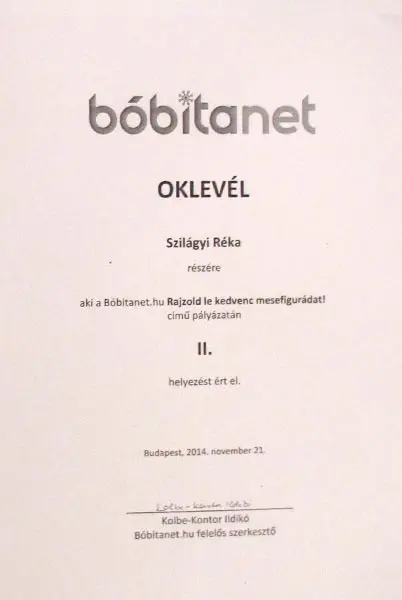 bóbitanet
OKLEVÉL
Szilágyi Réka
részére
aki a Bóbitanet.hu Rajzold le kedvenc mesefigurádat!
című pályázatán
II.
helyezést ért el.
Budapest, 2014. november 21.
Kolbe-Kontor Ildikó
Kolbe-Kontor Ildikó
Bóbitanet.hu felelős szerkesztő